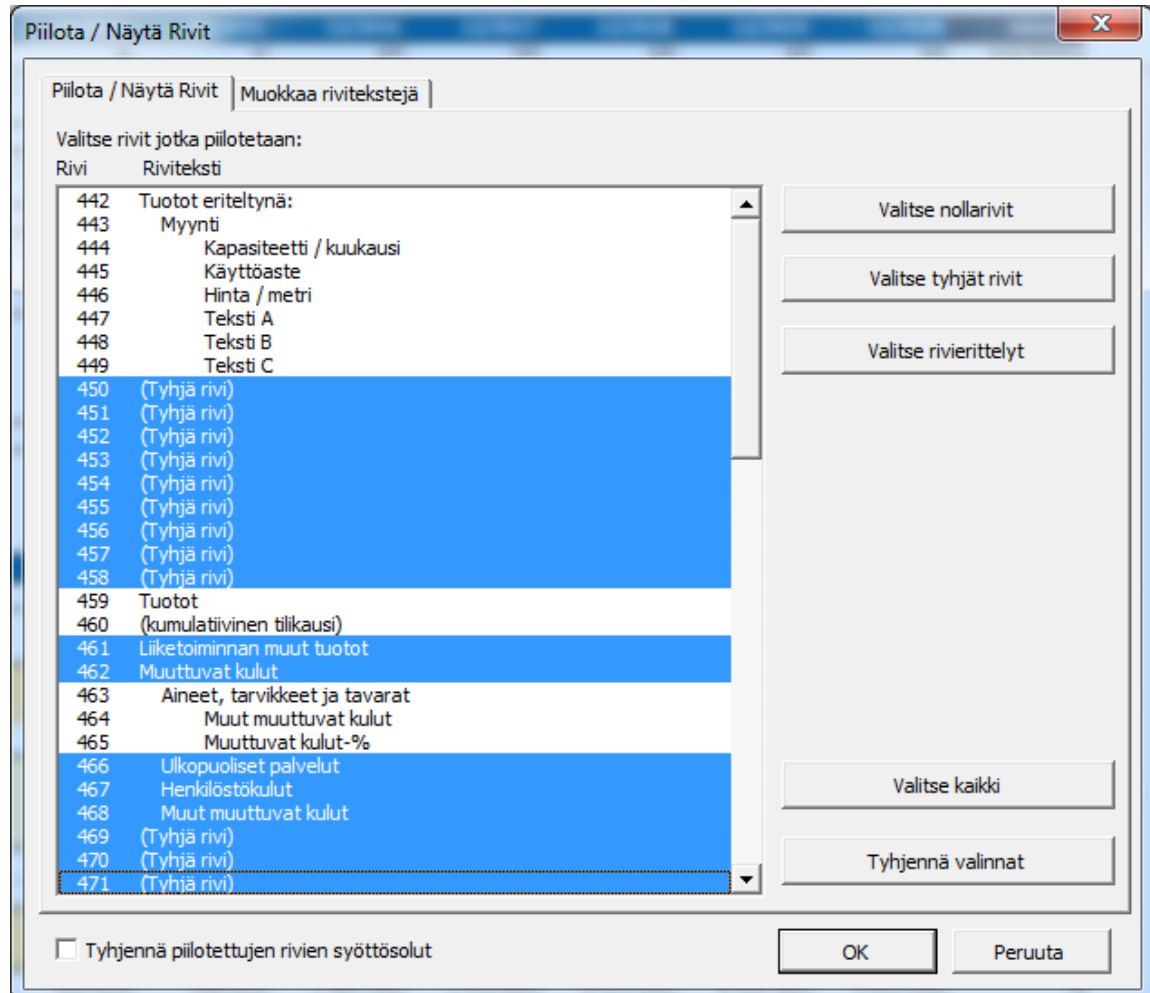 Piilota / Näytä Rivit
Piilota / Näytä Rivit Muokkaa rivitekstejä
Valitse rivit jotka piilotetaan:
Rivi Riviteksti
442 Tuotot eriteltynä:
443 Myynti
444 Kapasiteetti / kuukausi
445 Käyttöaste
446 Hinta / metri
447 Teksti A
448 Teksti B
449 Teksti C
450 (Tyhjä rivi)
451 (Tyhjä rivi)
452 (Tyhjä rivi)
453 (Tyhjä rivi)
454 (Tyhjä rivi)
455 (Tyhjä rivi)
456 (Tyhjä rivi)
457 (Tyhjä rivi)
458 (Tyhjä rivi)
459 Tuotot
460 (kumulatiivinen tilikausi)
461 Liiketoiminnan muut tuotot
462 Muuttuvat kulut
463 Aineet, tarvikkeet ja tavarat
464 Muut muuttuvat kulut
465 Muuttuvat kulut-%
466 Ulkopuoliset palvelut
467 Henkilöstökulut
468 Muut muuttuvat kulut
469 (Tyhjä rivi)
470 (Tyhjä rivi)
471 (Tyhjä rivi)
Valitse nollarivit
Valitse tyhjät rivit
Valitse rivierittelyt
Valitse kaikki
Tyhjennä valinnat
Tyhjennä piilotettujen rivien syöttösolut
OK Peruuta